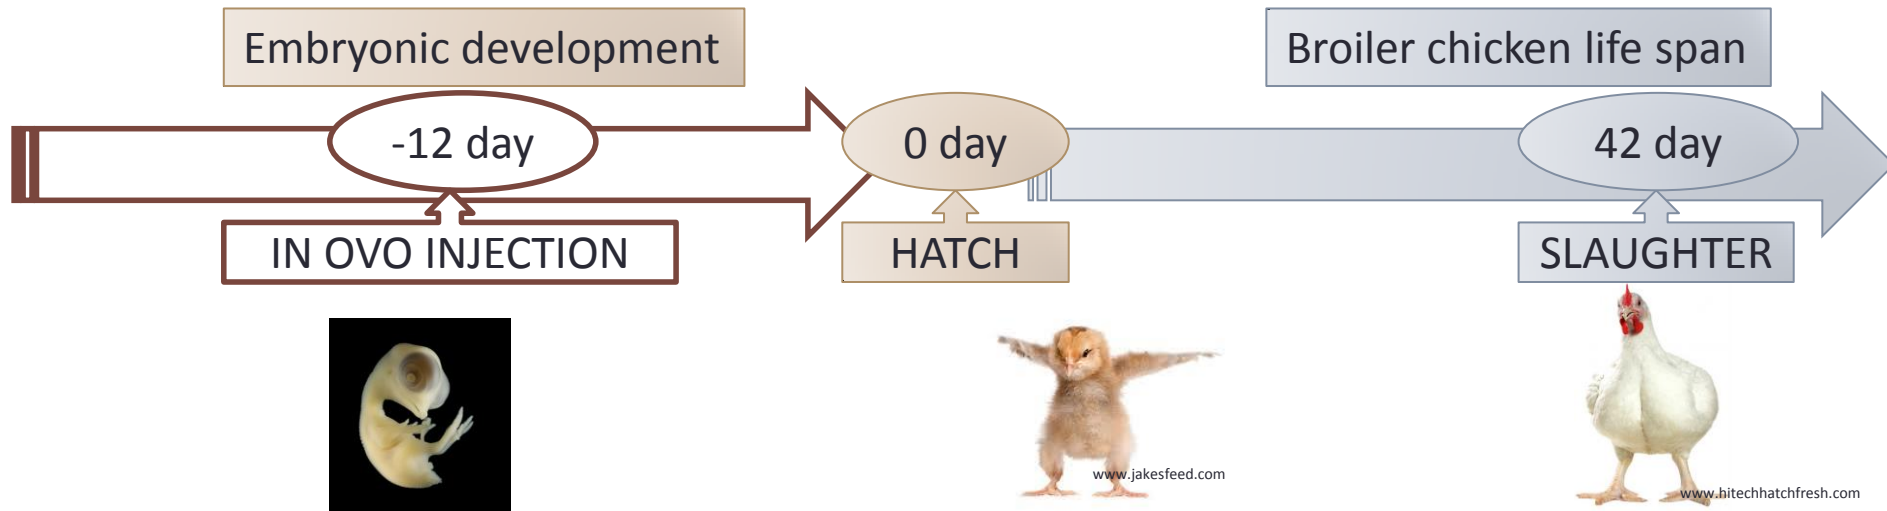 Embryonic development
Broiler chicken life span
-12 day
0 day
42 day
IN OVO INJECTION
HATCH
SLAUGHTER
www.jakesfeed.com
www.hitechhatchfresh.com